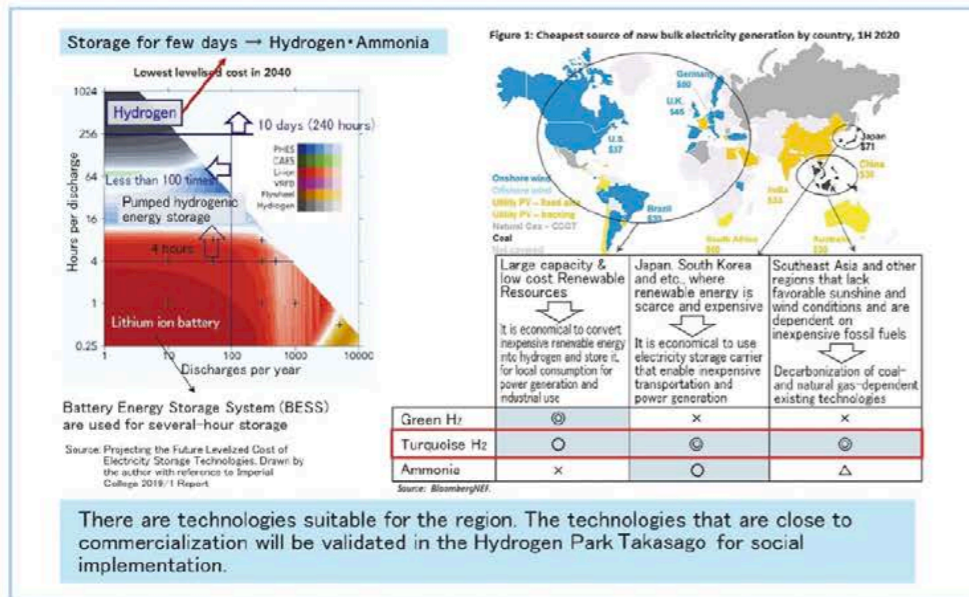 Storage for few days → Hydrogen・Ammonia
Lowest levelised cost in 2040
Hours per discharge
1024
256
64
16
4
1
0.25
Hydrogen
10 days (240 hours)
PHES
CAES
Li-ion
VRFB
Flywheel
Hydrogen
Less than 100 times
Pumped hydrogenic
energy storage
4 hours
Lithium ion battery
1
10
100
1000
10000
Discharges per year
Battery Energy Storage System (BESS)
are used for several-hour storage
Source: Projecting the Future Levelized Cost of
Electricity Storage Technologies. Drawn by
the author with reference to Imperial
College 2019/1 Report
Figure 1: Cheapest source of new bulk electricity generation by country, 1H 2020
Germany
U.K.
U.S.
$37
Brazil
Japan
$71
China
India
South Africa
Australia
Onshore wind
Offshore wind
Utility PV – fixed axis
Utility PV – tracking
Natural Gas – CCGT
Coal
Not covered
Large capacity &
low cost Renewable
Resources
It is economical to convert
inexpensive renewable energy
into hydrogen and store it,
for local consumption for
power generation and
industrial use
Japan, South Korea
and etc., where
renewable energy is
scarce and expensive
It is economical to use
electricity storage carrier
that enable inexpensive
transportation and
power generation
Southeast Asia and other
regions that lack
favorable sunshine and
wind conditions and are
dependent on
inexpensive fossil fuels
Decarbonization of coal-
and natural gas-dependent
existing technologies
Green H₂ ◎ × ×
Turquoise H₂ ○ ◎ ◎
Ammonia × ○ △
Source: BloombergNEF.
There are technologies suitable for the region. The technologies that are close to
commercialization will be validated in the Hydrogen Park Takasago for social
implementation.